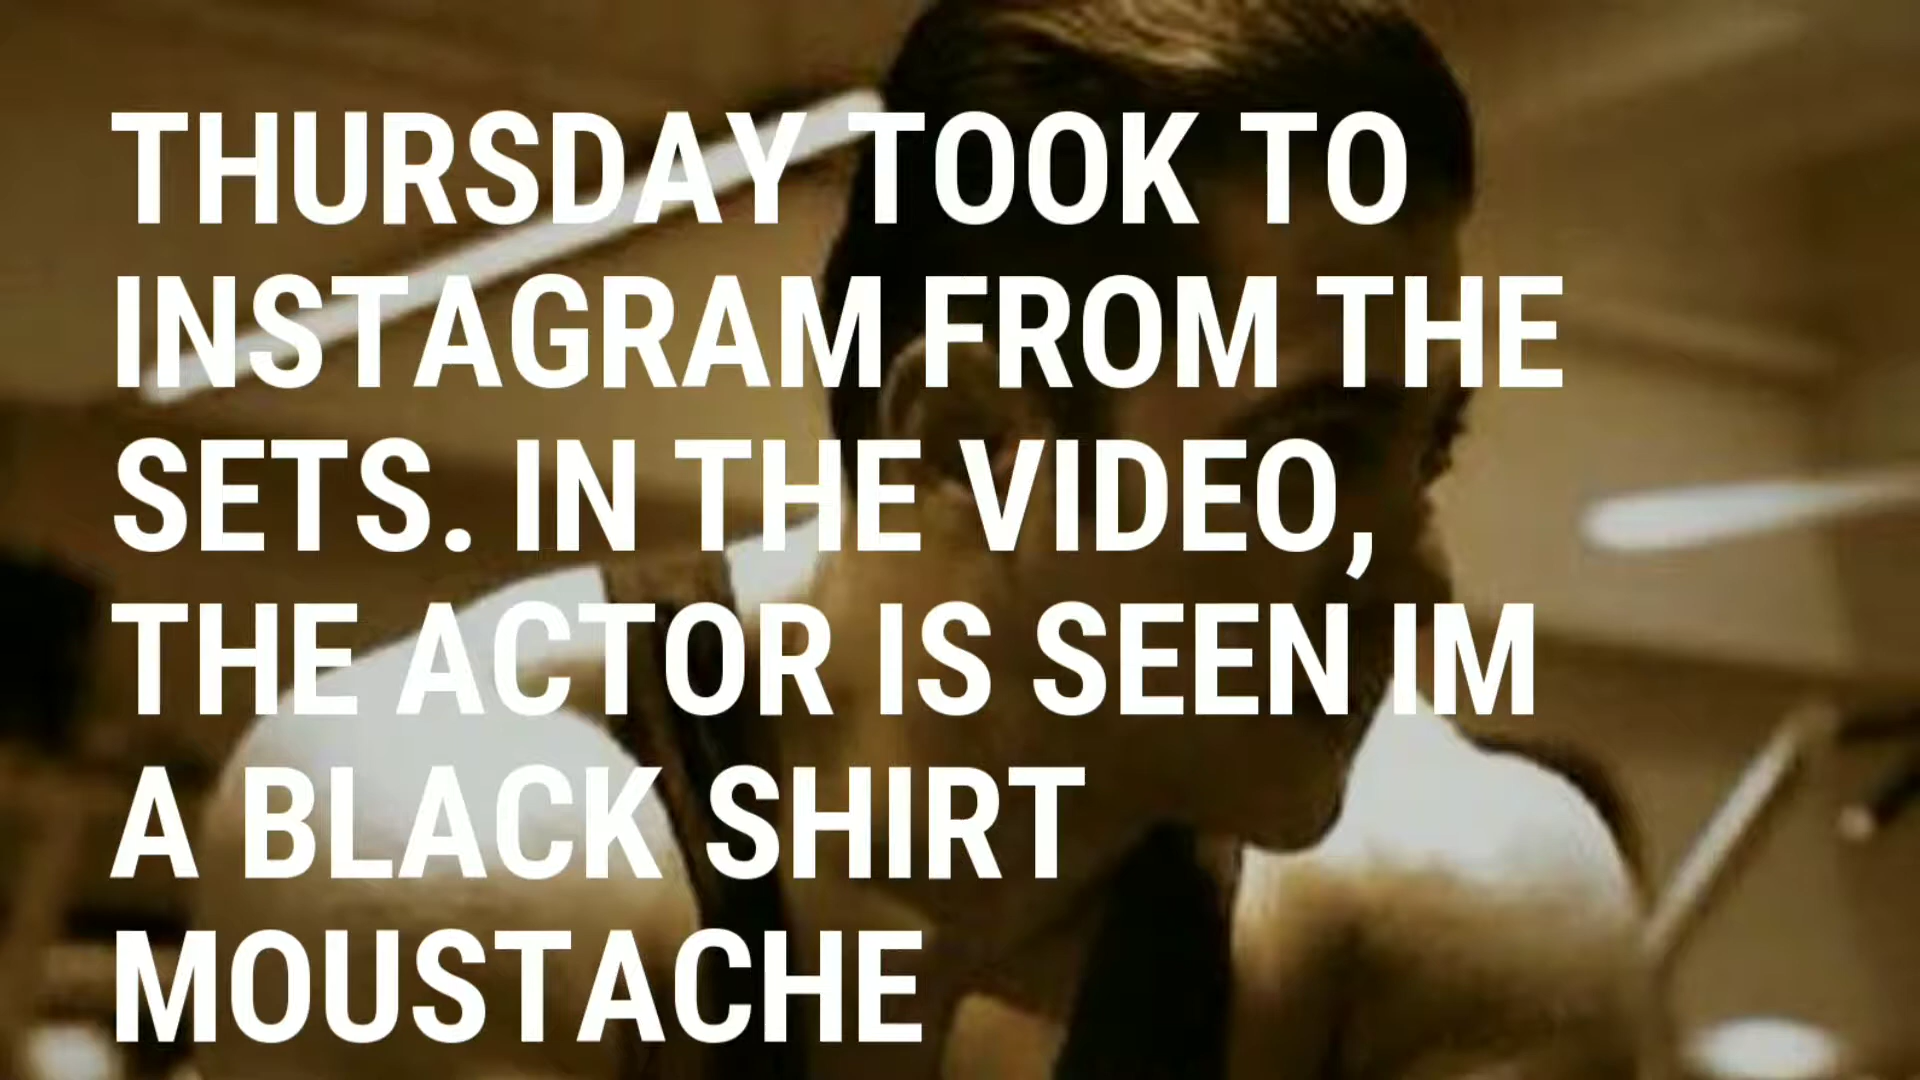 THURSDAY TOOK TO
INSTAGRAM FROM THE
SETS. IN THE VIDEO,
THE ACTOR IS SEEN IM
A BLACK SHIRT
MOUSTACHE